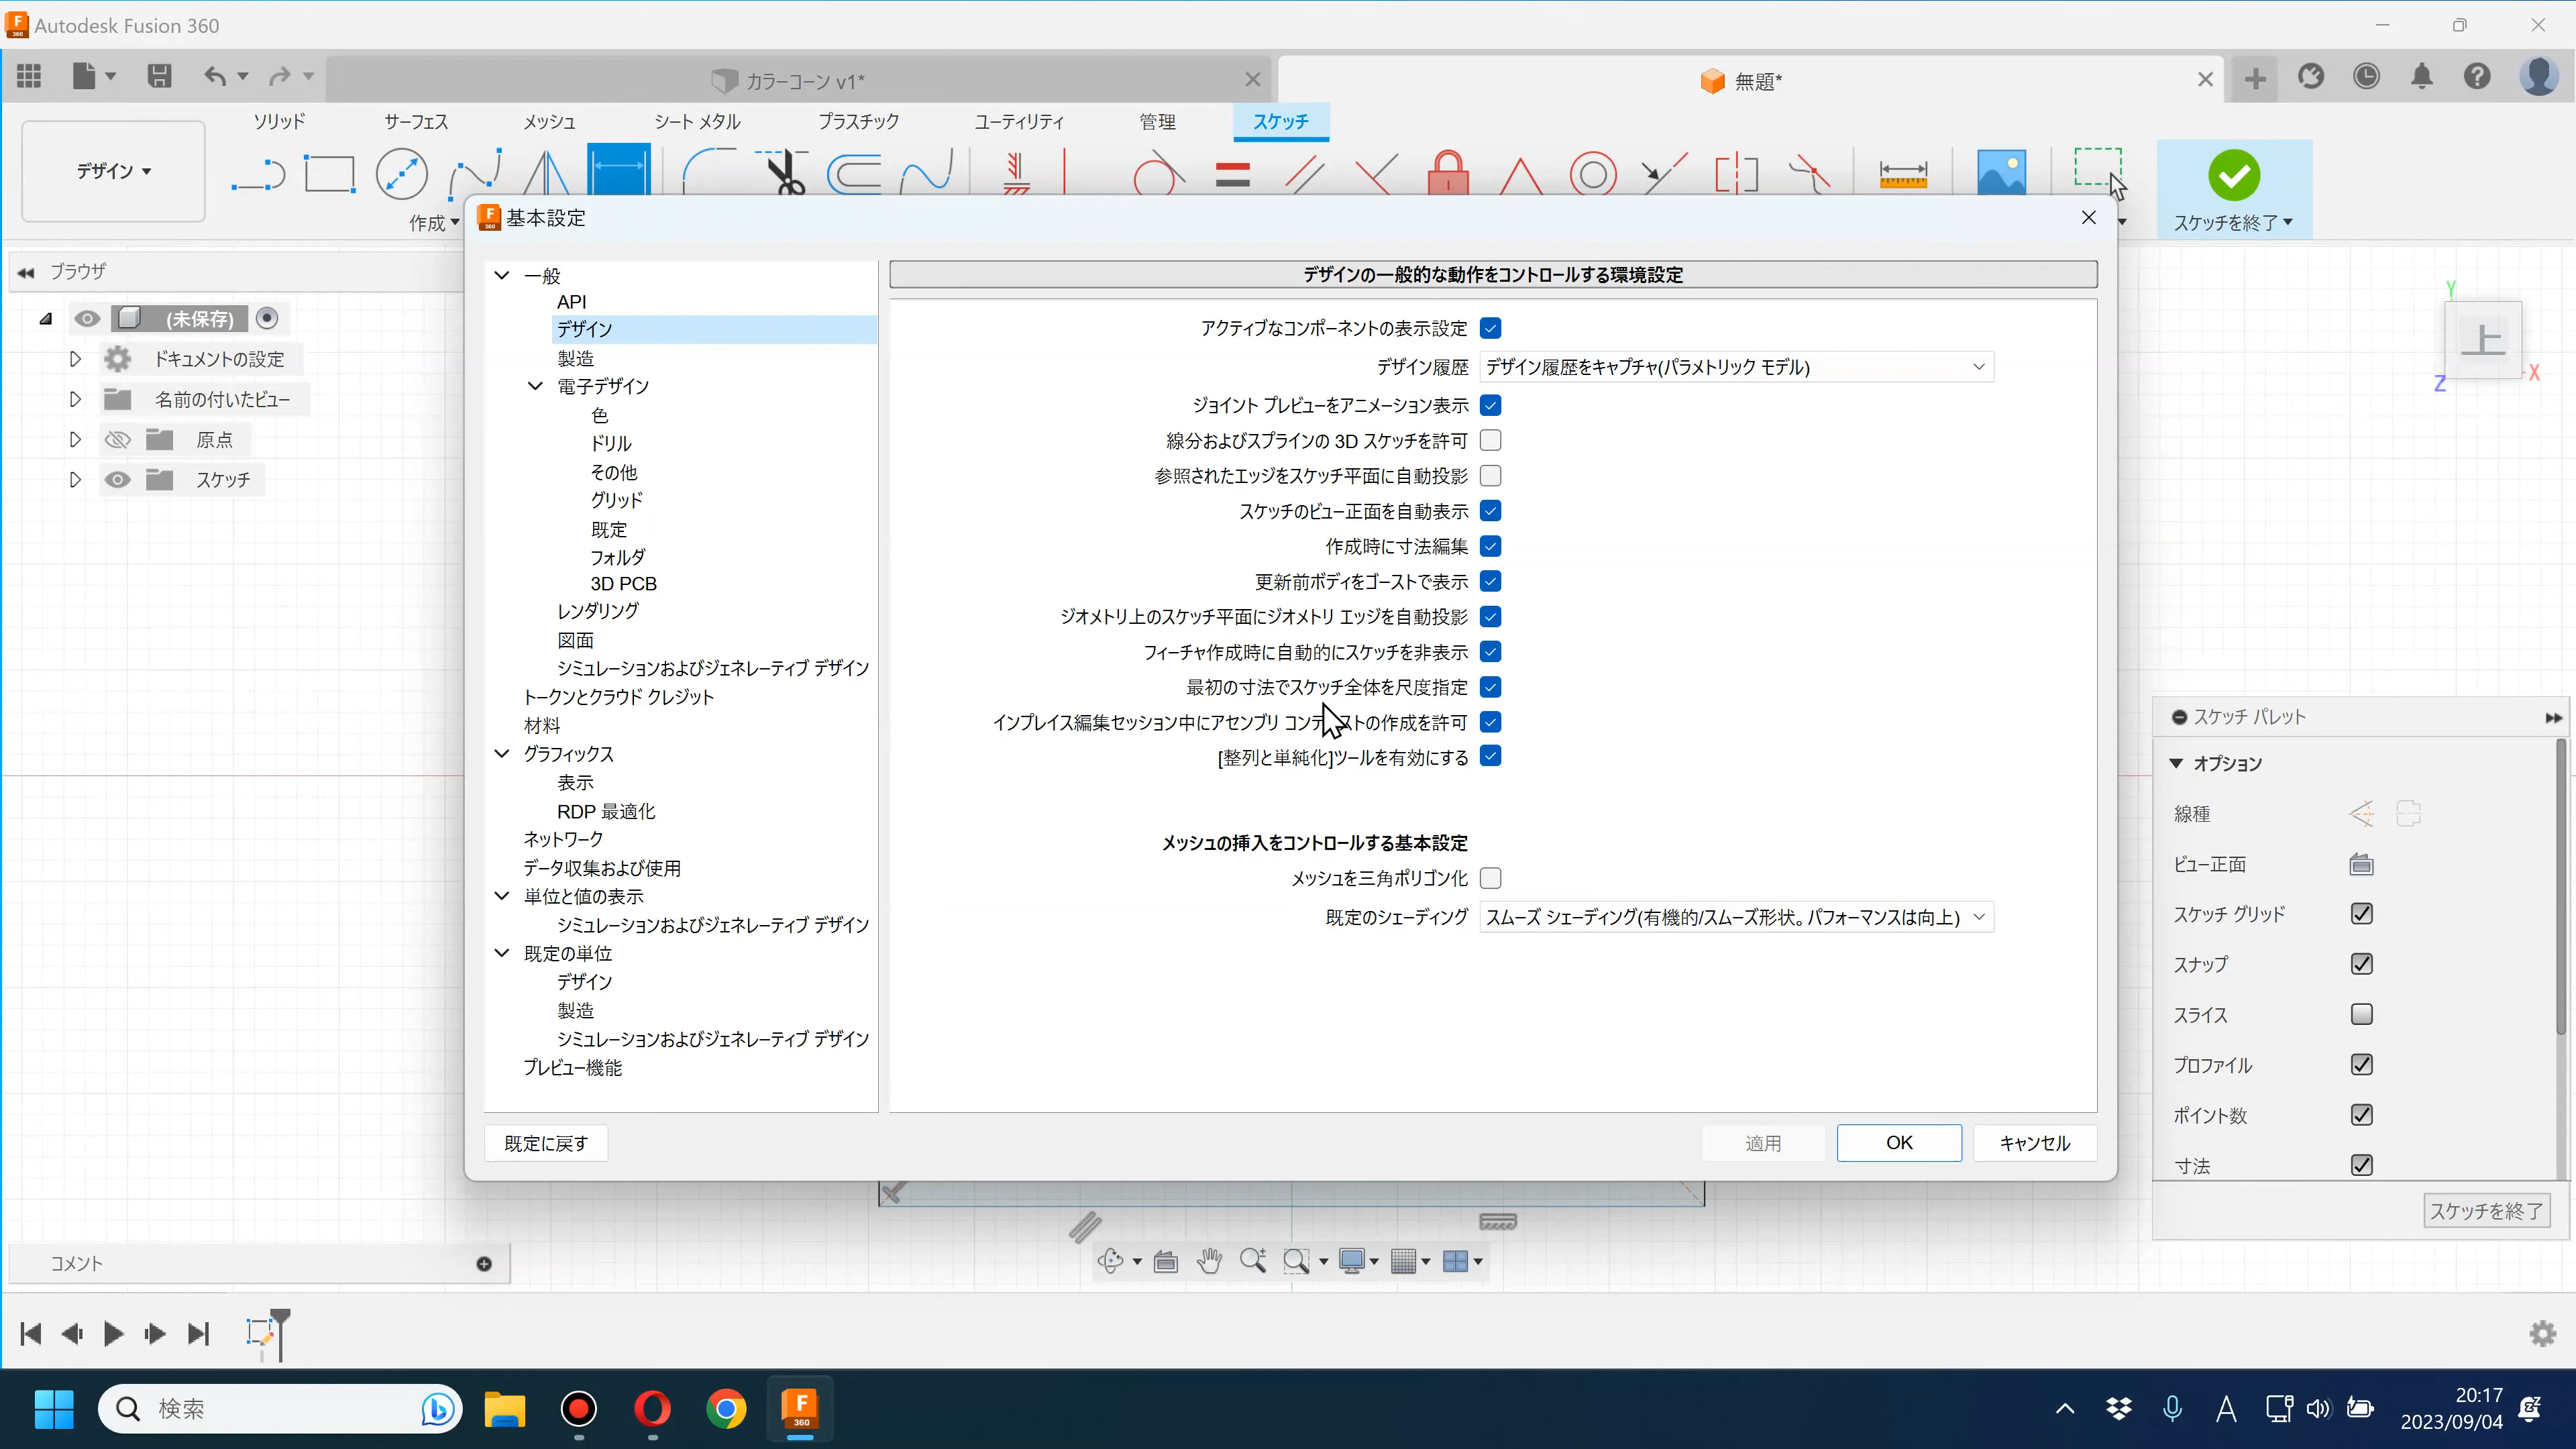 Autodesk Fusion 360
カラーコーン v1*
無題*
デザイン
ソリッド
サーフェス
メッシュ
シート メタル
プラスチック
ユーティリティ
管理
スケッチ
作成
スケッチを終了
基本設定
ブラウザ
(未保存)
ドキュメントの設定
名前の付いたビュー
原点
スケッチ
一般
API
デザイン
製造
電子デザイン
色
ドリル
その他
グリッド
既定
フォルダ
3D PCB
レンダリング
図面
シミュレーションおよびジェネレーティブ デザイン
トークンとクラウド クレジット
材料
グラフィックス
表示
RDP 最適化
ネットワーク
データ収集および使用
単位と値の表示
シミュレーションおよびジェネレーティブ デザイン
既定の単位
デザイン
製造
シミュレーションおよびジェネレーティブ デザイン
プレビュー機能
デザインの一般的な動作をコントロールする環境設定
アクティブなコンポーネントの表示設定
デザイン履歴 デザイン履歴をキャプチャ(パラメトリック モデル)
ジョイント プレビューをアニメーション表示
線分およびスプラインの 3D スケッチを許可
参照されたエッジをスケッチ平面に自動投影
スケッチのビュー正面を自動表示
作成時に寸法編集
更新前ボディをゴーストで表示
ジオメトリ上のスケッチ平面にジオメトリ エッジを自動投影
フィーチャ作成時に自動的にスケッチを非表示
最初の寸法でスケッチ全体を尺度指定
インプレイス編集セッション中にアセンブリ コンテキストの作成を許可
[整列と単純化]ツールを有効にする
メッシュの挿入をコントロールする基本設定
メッシュを三角ポリゴン化
既定のシェーディング スムーズ シェーディング(有機的/スムーズ形状。パフォーマンスは向上)
既定に戻す
適用
OK
キャンセル
Y
上
Z
X
スケッチ パレット
オプション
線種
ビュー正面
スケッチ グリッド
スナップ
スライス
プロファイル
ポイント数
寸法
スケッチを終了
コメント
検索
A
20:17
2023/09/04